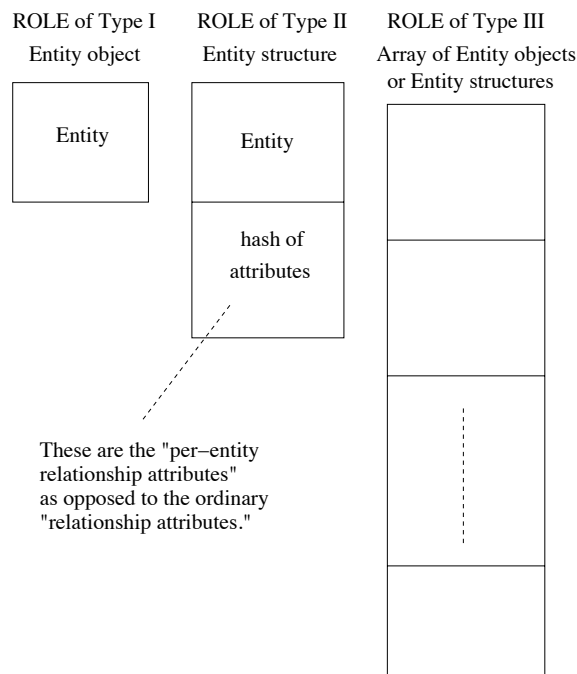 ROLE of Type I
Entity object
Entity
ROLE of Type II
Entity structure
Entity
hash of
attributes
ROLE of Type III
Array of Entity objects
or Entity structures
These are the "per−entity
relationship attributes"
as opposed to the ordinary
"relationship attributes."